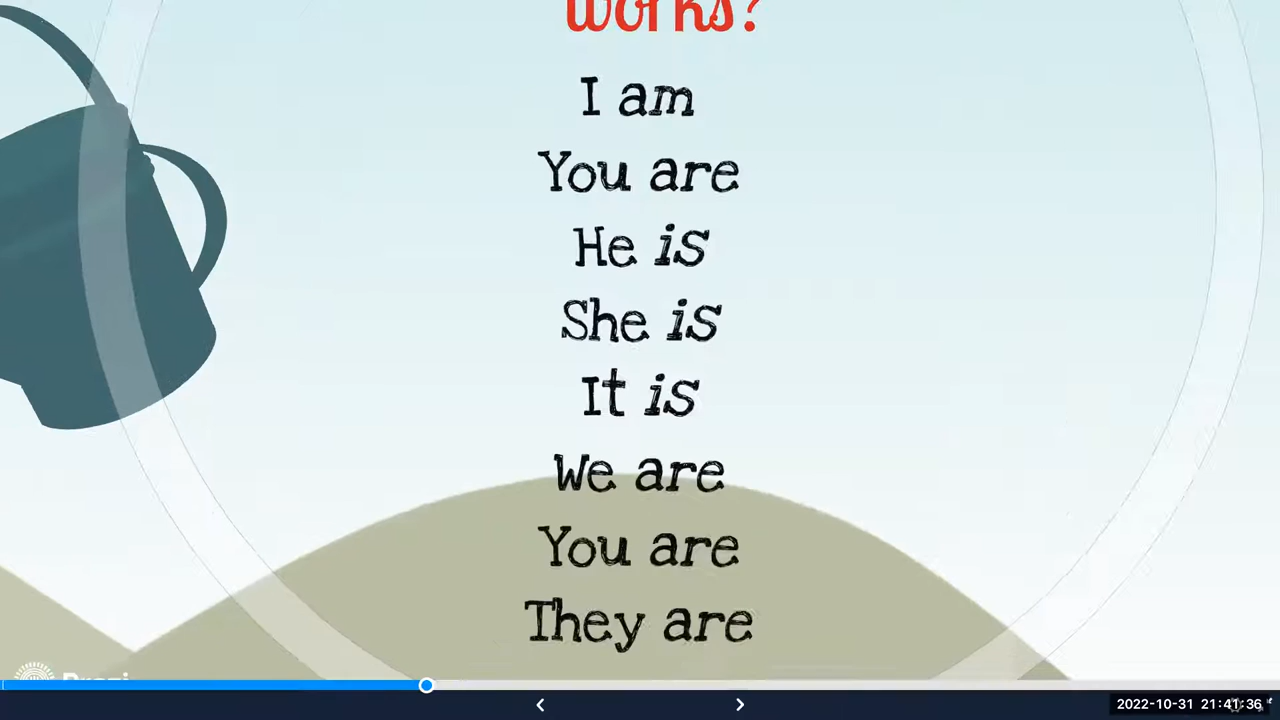 works?
I am
You are
He is
She is
It is
We are
You are
They are
Prezi
2022-10-31 21:41:36